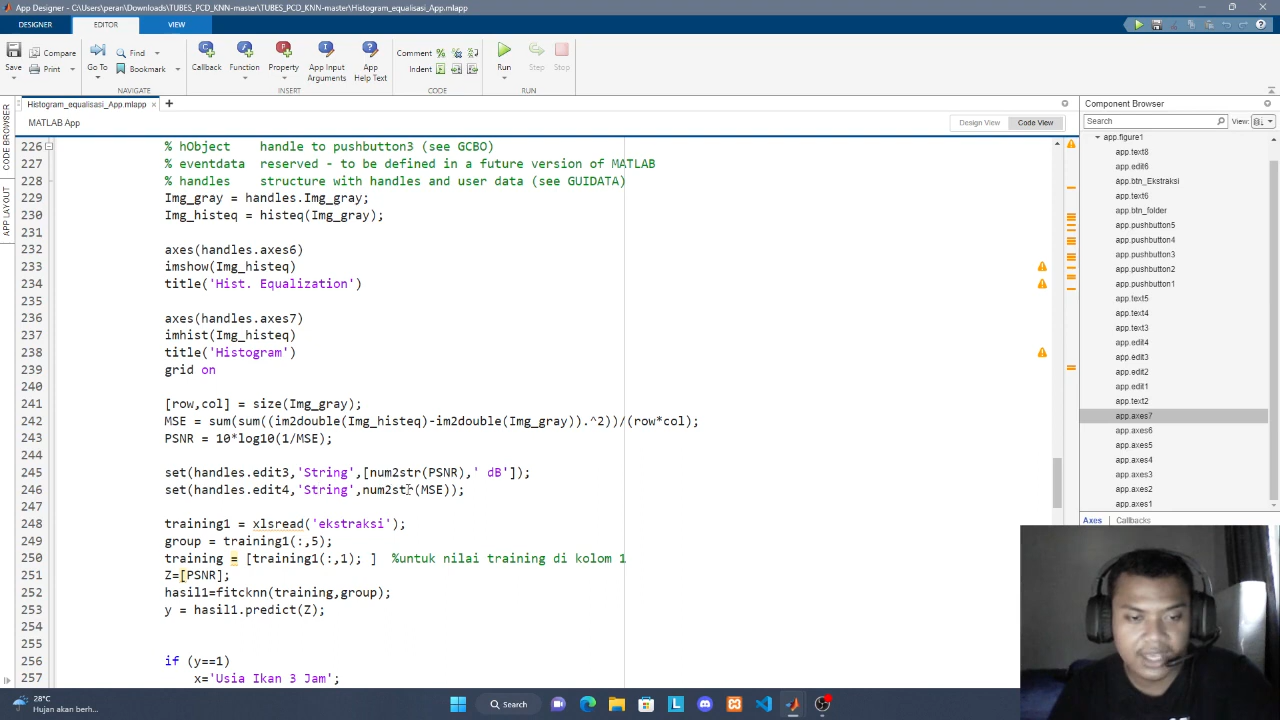 App Designer - C:\Users\peran\Downloads\TUBES_PCD_KNN-master\TUBES_PCD_KNN-master\Histogram_equalisasi_App.mlapp
DESIGNER EDITOR VIEW
Save Compare Print Go To Find Bookmark Callback Function Property App Input Arguments App Help Text Comment Indent Run Step Stop
NAVIGATE INSERT CODE RUN
Histogram_equalisasi_App.mlapp × +
MATLAB App Design View Code View
CODE BROWSER
APP LAYOUT
226 % hObject    handle to pushbutton3 (see GCBO)
227 % eventdata  reserved - to be defined in a future version of MATLAB
228 % handles    structure with handles and user data (see GUIDATA)
229 Img_gray = handles.Img_gray;
230 Img_histeq = histeq(Img_gray);
231
232 axes(handles.axes6)
233 imshow(Img_histeq)
234 title('Hist. Equalization')
235
236 axes(handles.axes7)
237 imhist(Img_histeq)
238 title('Histogram')
239 grid on
240
241 [row,col] = size(Img_gray);
242 MSE = sum(sum((im2double(Img_histeq)-im2double(Img_gray)).^2))/(row*col);
243 PSNR = 10*log10(1/MSE);
244
245 set(handles.edit3,'String',[num2str(PSNR),' dB']);
246 set(handles.edit4,'String',num2str(MSE));
247
248 training1 = xlsread('ekstraksi');
249 group = training1(:,5);
250 training = [training1(:,1); ]  %untuk nilai training di kolom 1
251 Z=[PSNR];
252 hasil1=fitcknn(training,group);
253 y = hasil1.predict(Z);
254
255
256 if (y==1)
257 x='Usia Ikan 3 Jam';
Component Browser
Search View:
app.figure1
app.text8
app.edit6
app.btn_Ekstraksi
app.text6
app.btn_folder
app.pushbutton5
app.pushbutton4
app.pushbutton3
app.pushbutton2
app.pushbutton1
app.text5
app.text4
app.text3
app.edit4
app.edit3
app.edit2
app.edit1
app.text2
app.axes7
app.axes6
app.axes5
app.axes4
app.axes3
app.axes2
app.axes1
Axes Callbacks
28°C
Hujan akan berh...
Search